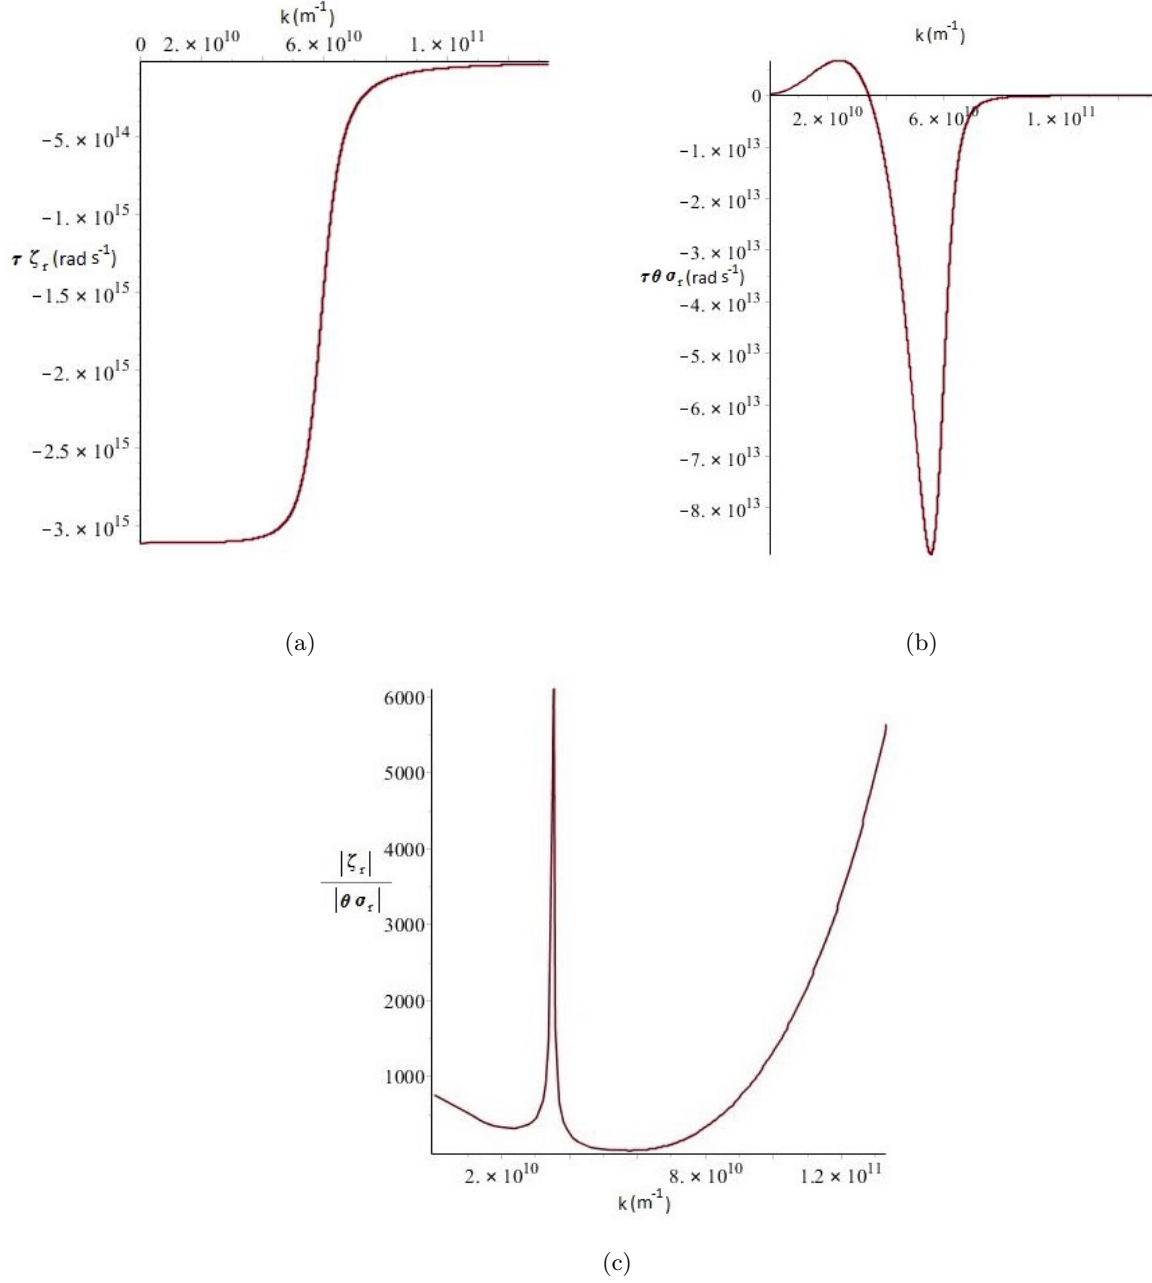 k (m⁻¹)
0 2. × 10¹⁰ 6. × 10¹⁰ 1. × 10¹¹
−5. × 10¹⁴
−1. × 10¹⁵
τ ζᵣ (rad s⁻¹)
−1.5 × 10¹⁵
−2. × 10¹⁵
−2.5 × 10¹⁵
−3. × 10¹⁵
(a)
k (m⁻¹)
0
2. × 10¹⁰ 6. × 10¹⁰ 1. × 10¹¹
−1. × 10¹³
−2. × 10¹³
−3. × 10¹³
τ θ σᵣ (rad s⁻¹)
−4. × 10¹³
−5. × 10¹³
−6. × 10¹³
−7. × 10¹³
−8. × 10¹³
(b)
6000
5000
4000
|ζᵣ|
|θ σᵣ|
3000
2000
1000
2. × 10¹⁰ 8. × 10¹⁰ 1.2 × 10¹¹
k (m⁻¹)
(c)